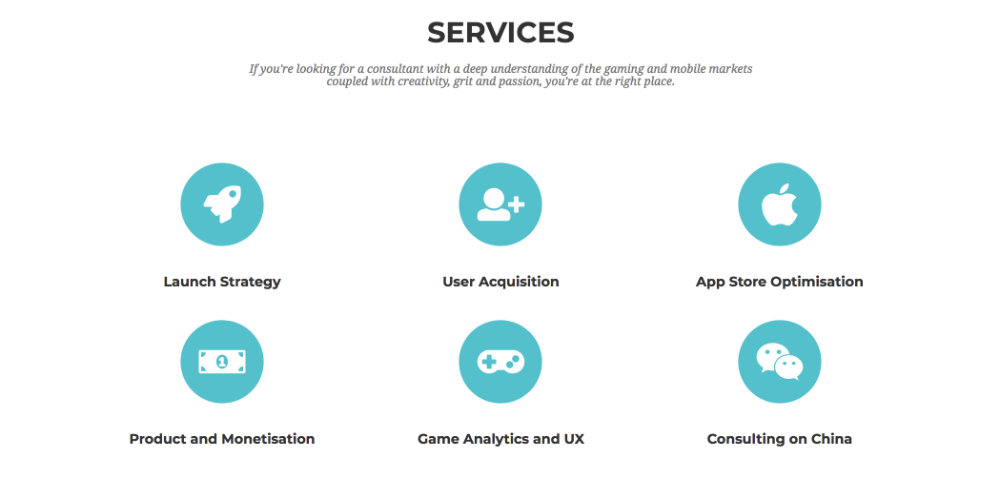 SERVICES
If you're looking for a consultant with a deep understanding of the gaming and mobile markets
coupled with creativity, grit and passion, you're at the right place.
Launch Strategy
User Acquisition
App Store Optimisation
1
Product and Monetisation
Game Analytics and UX
Consulting on China